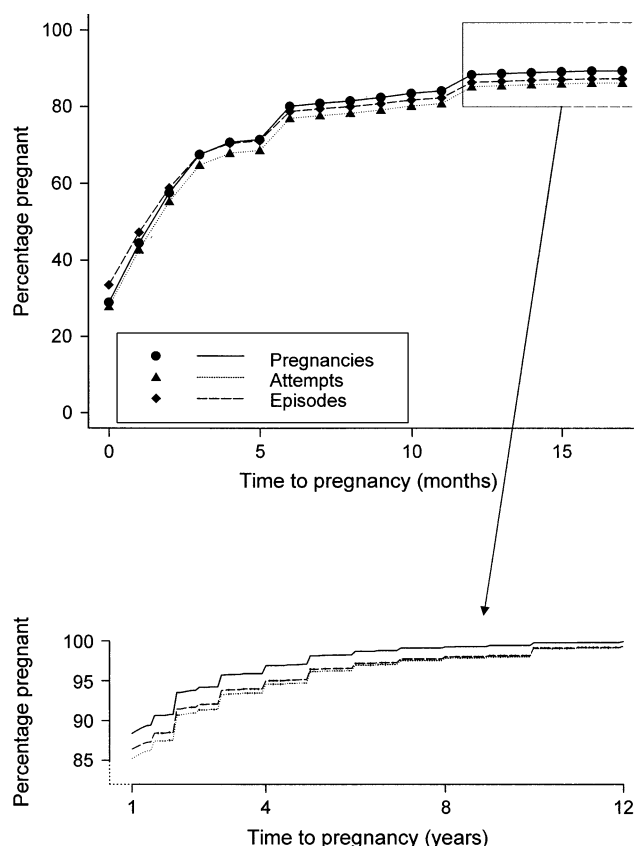 100
80
60
40
20
0
Percentage pregnant
Pregnancies
Attempts
Episodes
0 5 10 15
Time to pregnancy (months)
100
95
90
85
Percentage pregnant
1 4 8 12
Time to pregnancy (years)